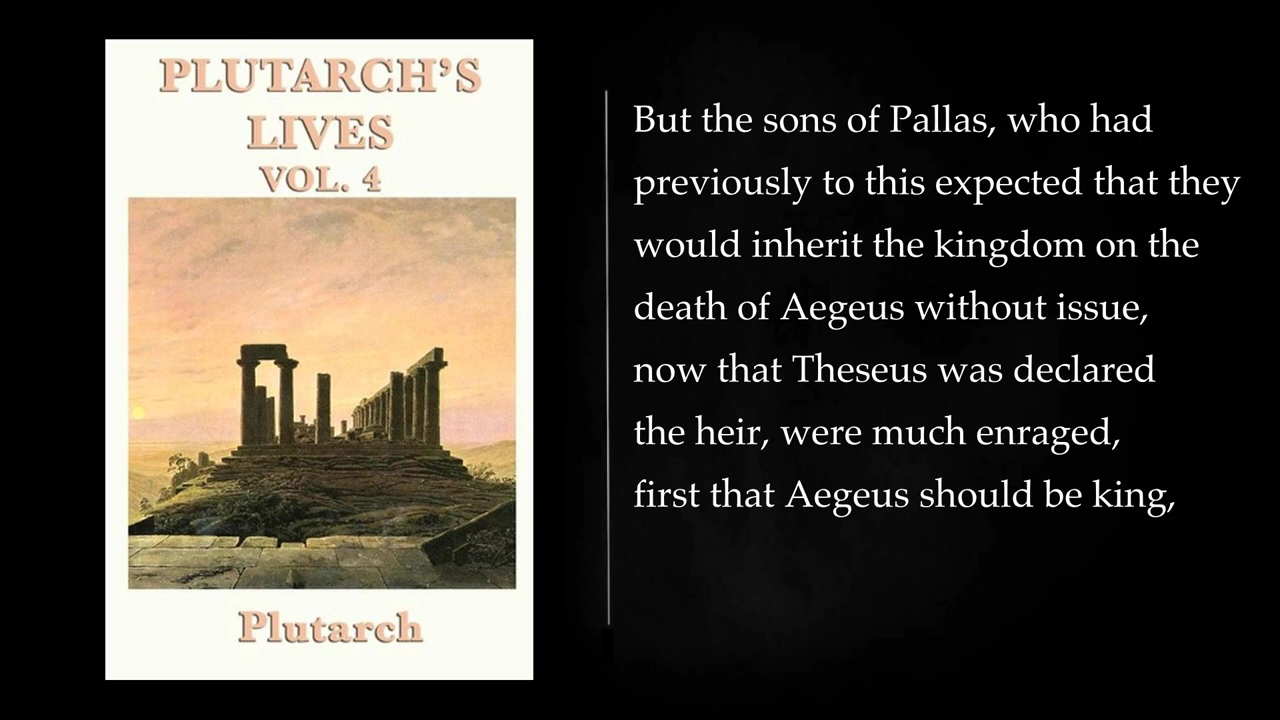 PLUTARCH'S
LIVES
VOL. 4
Plutarch
But the sons of Pallas, who had
previously to this expected that they
would inherit the kingdom on the
death of Aegeus without issue,
now that Theseus was declared
the heir, were much enraged,
first that Aegeus should be king,